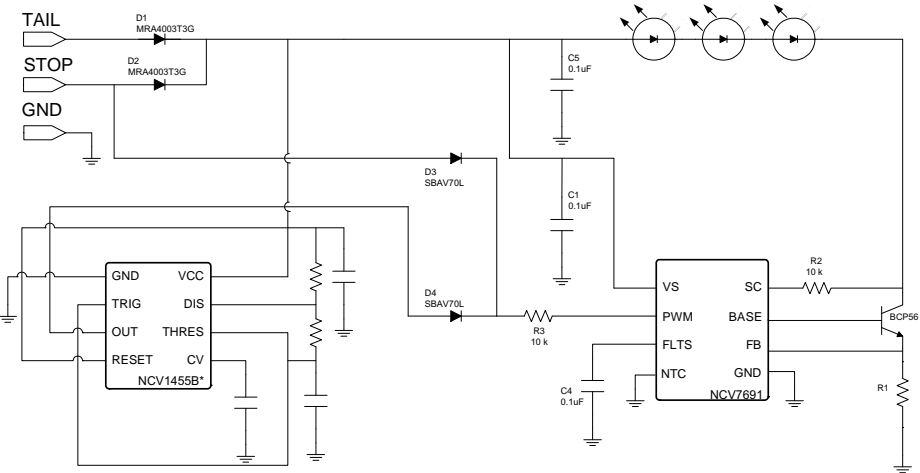 TAIL
D1
MRA4003T3G
STOP
D2
MRA4003T3G
GND
C5
0.1uF
D3
SBAV70L
C1
0.1uF
GND
VCC
TRIG
DIS
OUT
THRES
RESET
CV
NCV1455B*
D4
SBAV70L
R3
10 k
C4
0.1uF
VS
SC
PWM
BASE
FLTS
FB
NTC
GND
NCV7691
R2
10 k
BCP56
R1